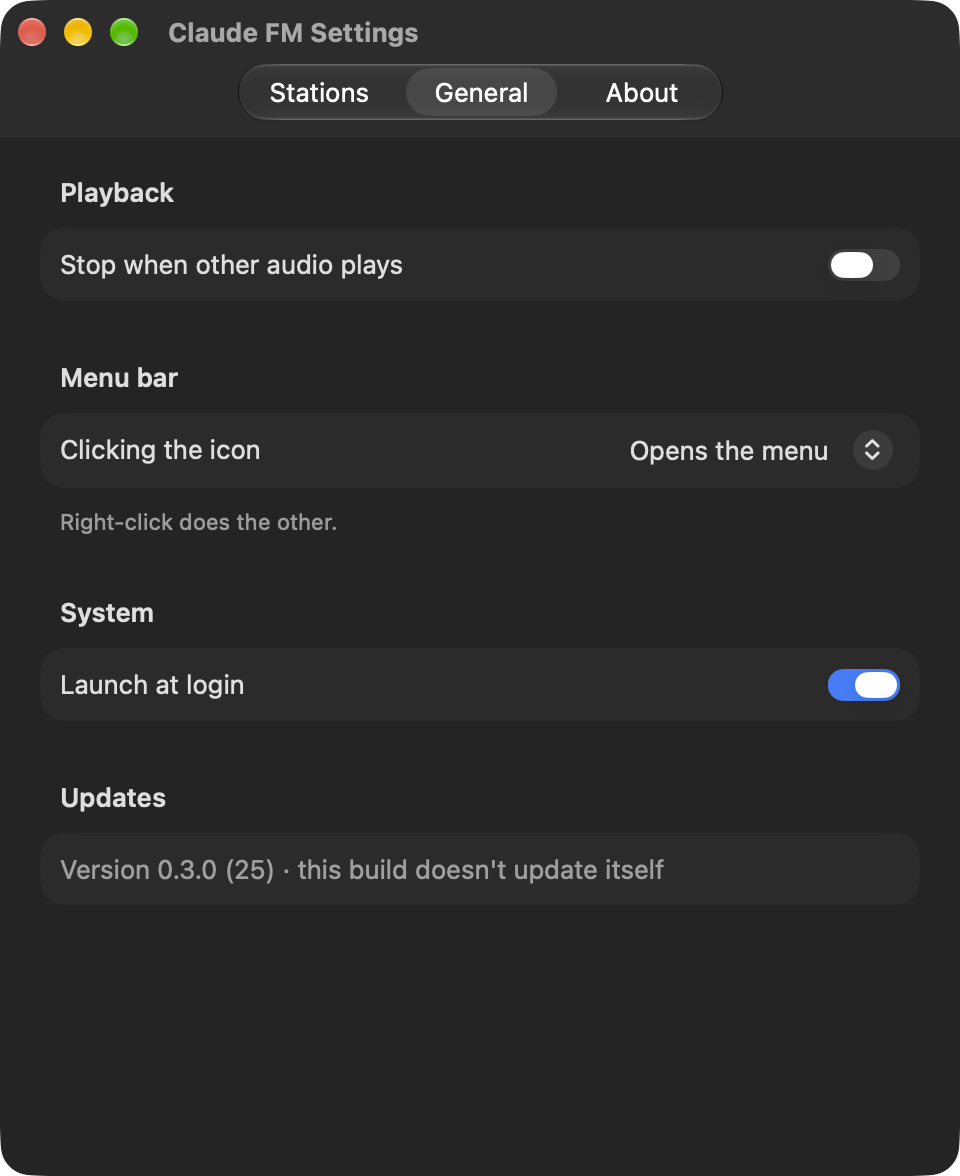 Claude FM Settings
Stations General About
Playback
Stop when other audio plays
Menu bar
Clicking the icon Opens the menu
Right-click does the other.
System
Launch at login
Updates
Version 0.3.0 (25) · this build doesn't update itself